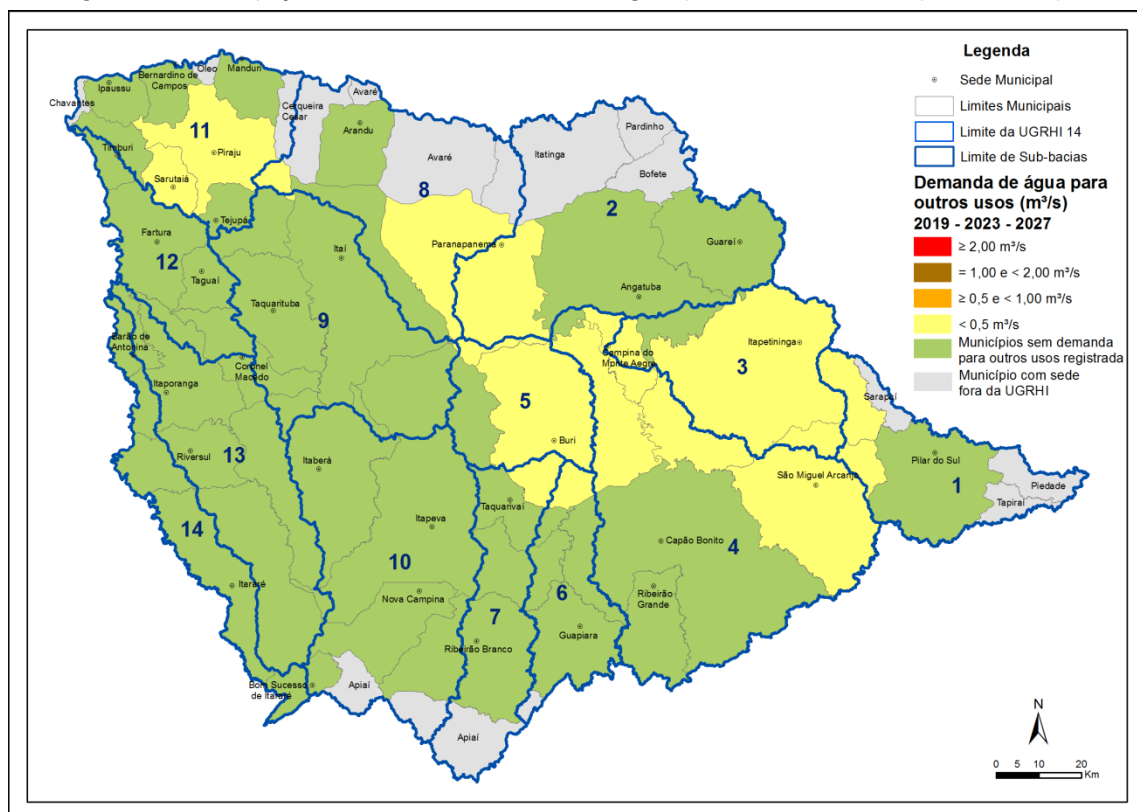 Legenda
Sede Municipal
Limites Municipais
Limite da UGRHI 14
Limite de Sub-bacias
Demanda de água para
outros usos (m³/s)
2019 - 2023 - 2027
≥ 2,00 m³/s
= 1,00 e < 2,00 m³/s
≥ 0,5 e < 1,00 m³/s
< 0,5 m³/s
Municípios sem demanda
para outros usos registrada
Município com sede
fora da UGRHI
Chavantes
Ipaussu
Bernardino de
Campos
Óleo
Manduri
Cerqueira
Cesar
Avaré
Arandu
11
Piraju
Timburi
Sarutaiá
Tejupá
Avaré
8
Itatinga
Pardinho
Bofete
2
Guareí
Angatuba
Paranapanema
Fartura
12
Taguaí
Itaí
Taquarituba
9
Barão de
Antonina
Coronel
Macedo
Itaporanga
Campina do
Monte Alegre
Itapetininga
3
5
Buri
Sarapuí
Pilar do Sul
1
Piedade
Tapiraí
São Miguel Arcanjo
Riversul
13
Itaberá
Taquarivaí
Itapeva
14
10
Capão Bonito
4
Itararé
Nova Campina
7
6
Ribeirão
Grande
Guapiara
Ribeirão Branco
Bom Sucesso
de Itararé
Apiaí
Apiaí
N
0 5 10 20
Km